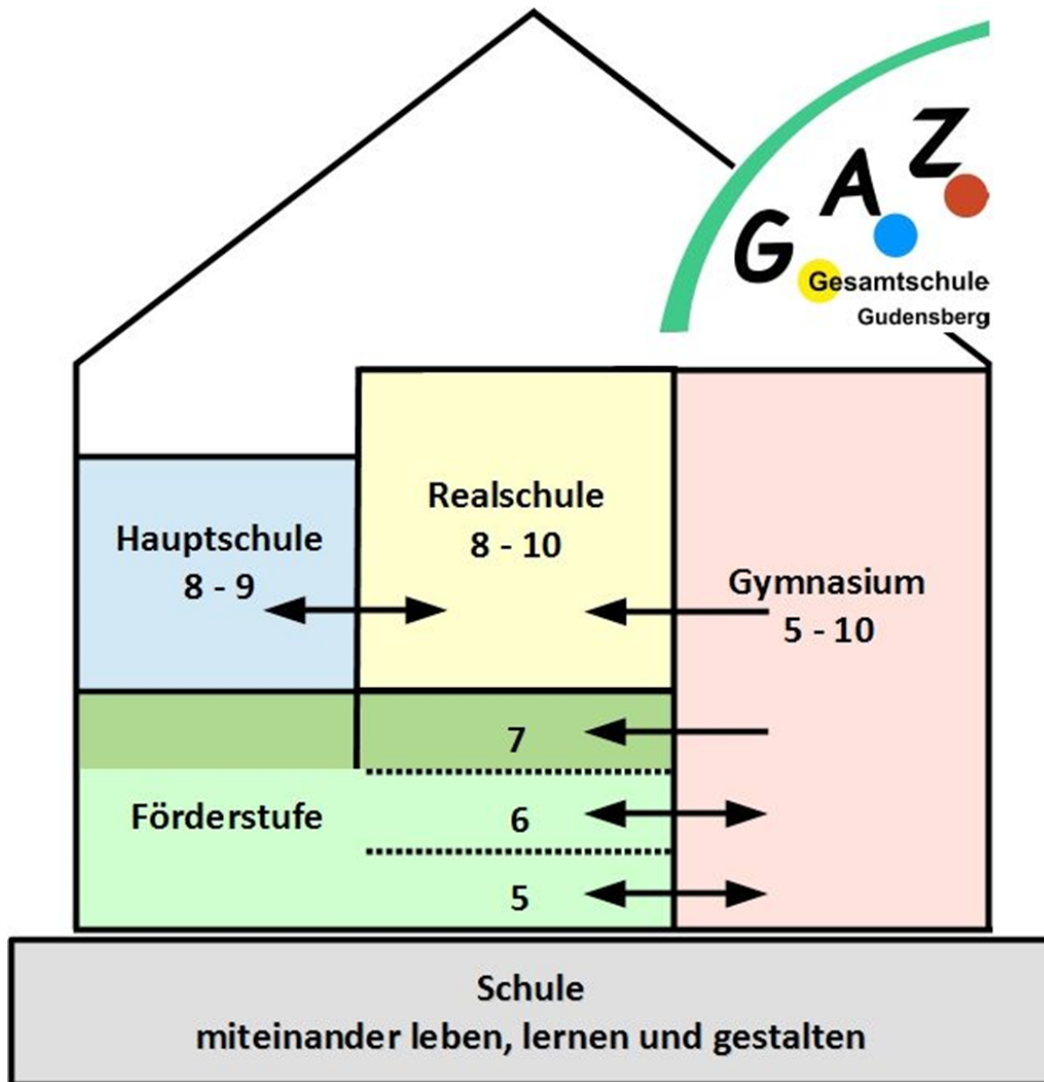 G A Z
Gesamtschule
Gudensberg
Hauptschule
8 - 9
Realschule
8 - 10
Gymnasium
5 - 10
7
Förderstufe
6
5
Schule
miteinander leben, lernen und gestalten